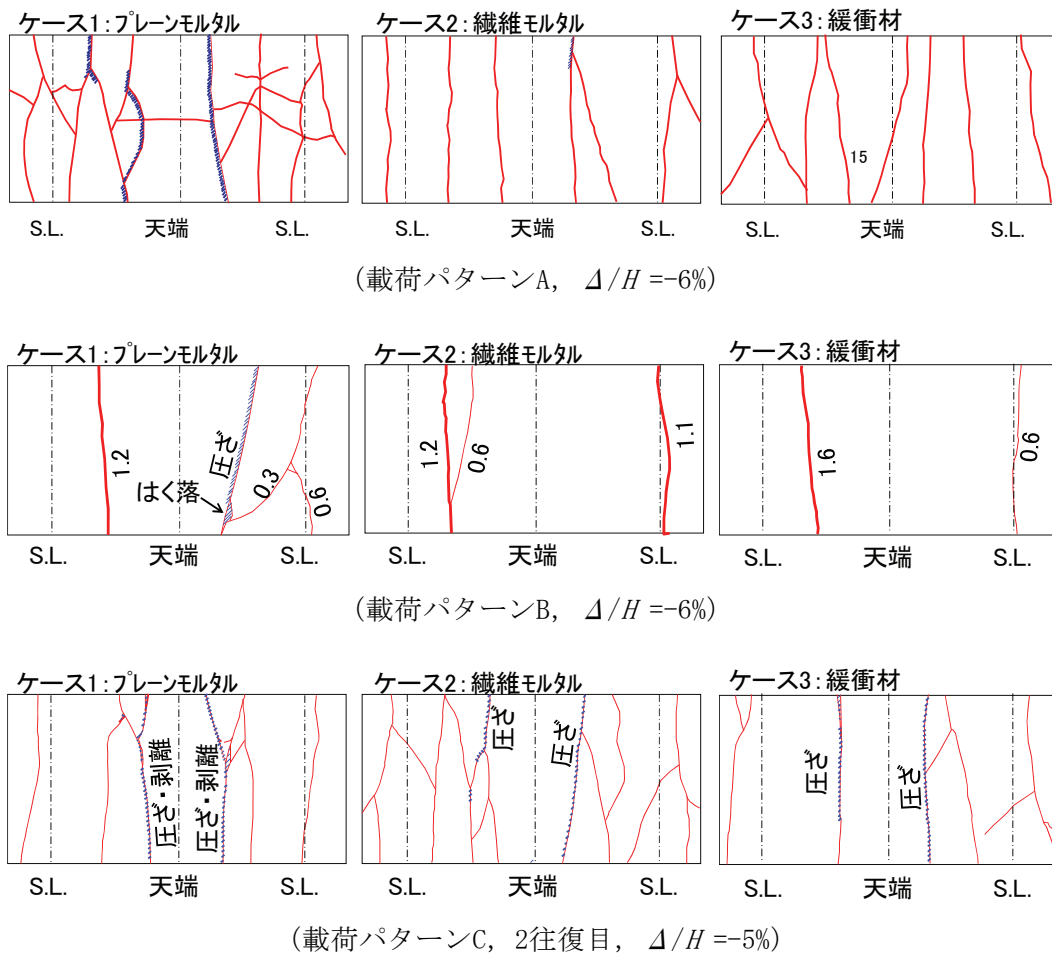 ケース1:プレーンモルタル
ケース2:繊維モルタル
ケース3:緩衝材
15
S.L. 天端 S.L.
S.L. 天端 S.L.
S.L. 天端 S.L.
(載荷パターンA, Δ/H =-6%)
ケース1:プレーンモルタル
ケース2:繊維モルタル
ケース3:緩衝材
1.2
圧ざ
はく落
0.3
0.6
1.2
0.6
1.1
1.6
0.6
S.L. 天端 S.L.
S.L. 天端 S.L.
S.L. 天端 S.L.
(載荷パターンB, Δ/H =-6%)
ケース1:プレーンモルタル
ケース2:繊維モルタル
ケース3:緩衝材
圧ざ・剥離
圧ざ・剥離
圧ざ
圧ざ
圧ざ
圧ざ
S.L. 天端 S.L.
S.L. 天端 S.L.
S.L. 天端 S.L.
(載荷パターンC, 2往復目, Δ/H =-5%)